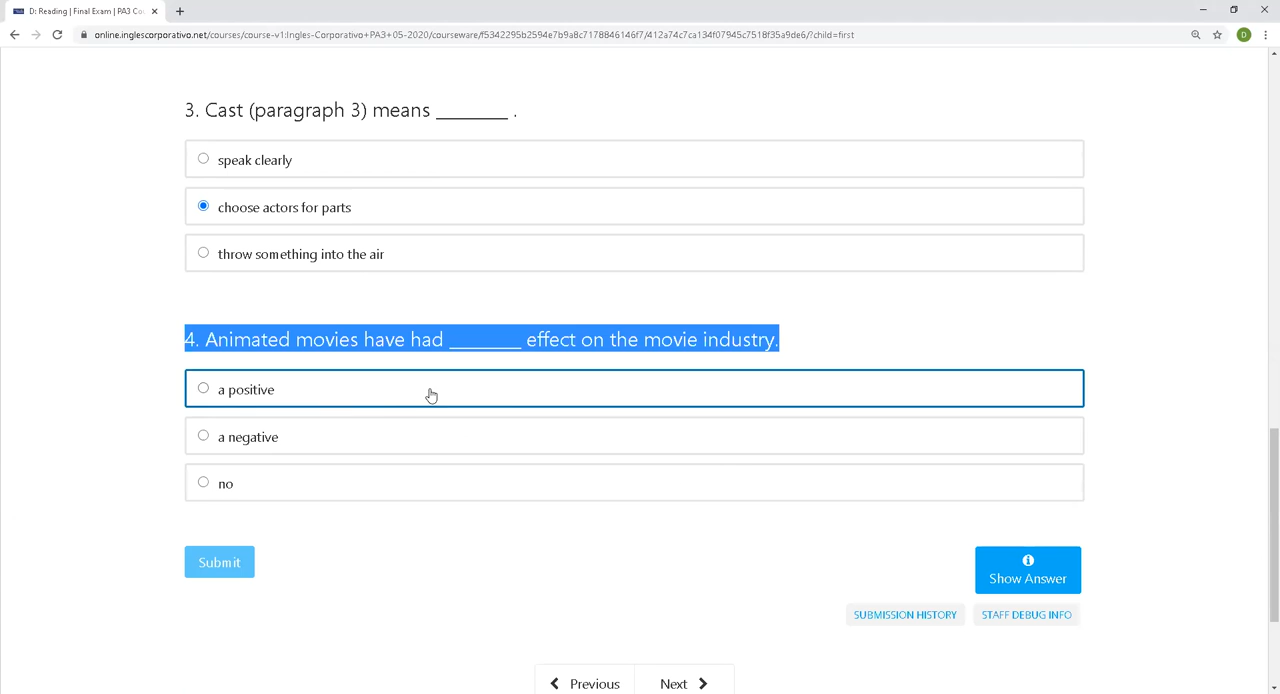 D: Reading | Final Exam | PA3 Co
online.inglescorporativo.net/courses/course-v1:Ingles-Corporativo+PA3+05-2020/courseware/f5342295b2594e7b9a8c7178846146f7/412a74c7ca134f07945c7518f35a9de6/?child=first
D
3. Cast (paragraph 3) means ________ .
speak clearly
choose actors for parts
throw something into the air
4. Animated movies have had ________ effect on the movie industry.
a positive
a negative
no
Submit
Show Answer
SUBMISSION HISTORY
STAFF DEBUG INFO
Previous
Next